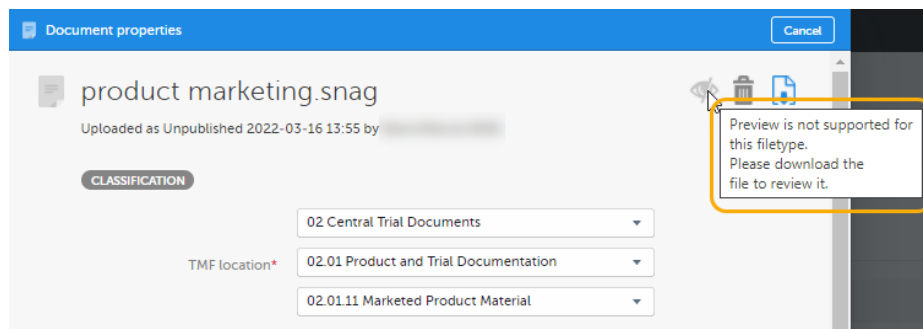 Document properties
Cancel
product marketing.snag
Uploaded as Unpublished 2022-03-16 13:55 by
Preview is not supported for
this filetype.
Please download the
file to review it.
CLASSIFICATION
02 Central Trial Documents
TMF location*
02.01 Product and Trial Documentation
02.01.11 Marketed Product Material